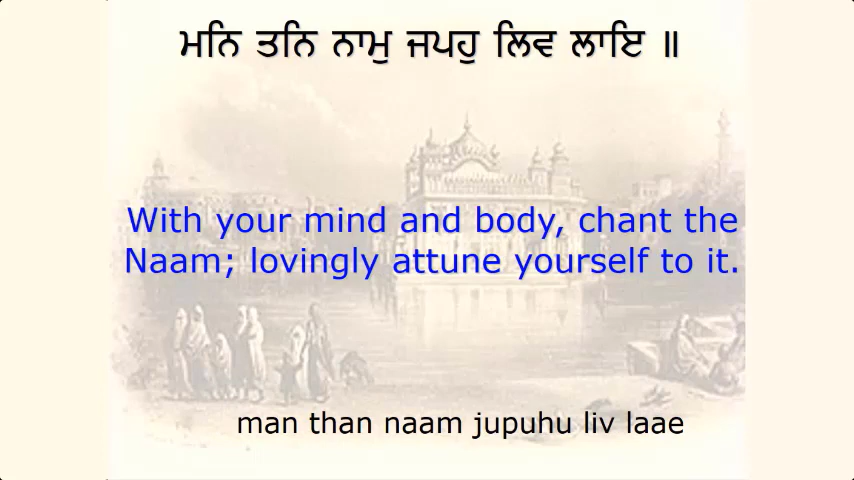 ਮਨਿ ਤਨਿ ਨਾਮੁ ਜਪਹੁ ਲਿਵ ਲਾਇ ॥
With your mind and body, chant the
Naam; lovingly attune yourself to it.
man than naam jupuhu liv laae